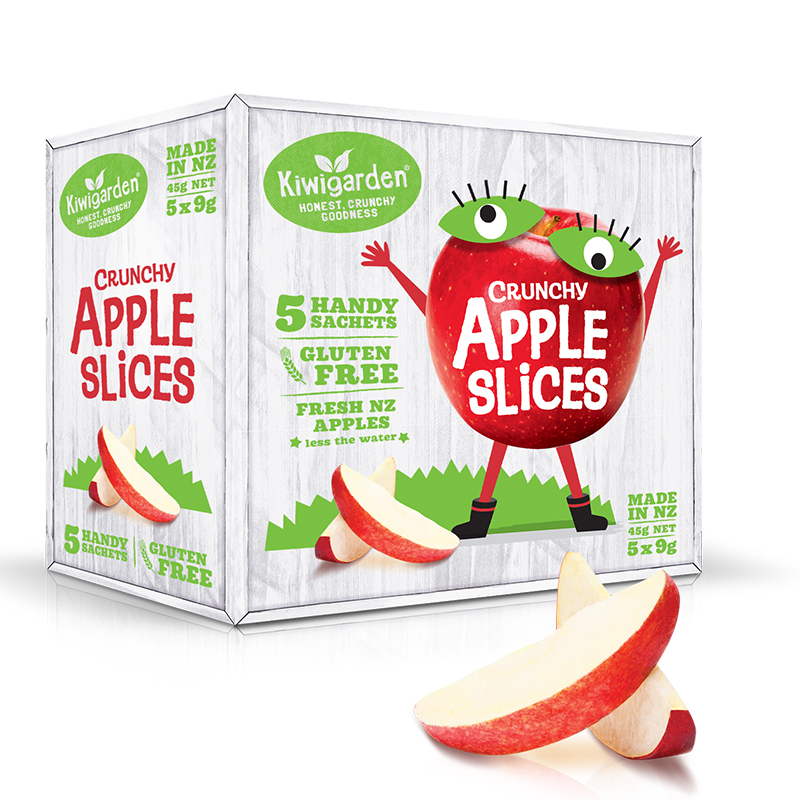 Kiwigarden
HONEST, CRUNCHY
GOODNESS
MADE
IN NZ
45g NET
5 x 9g
CRUNCHY
APPLE
SLiCES
5 HANDY
SACHETS
GLUTEN
FREE
Kiwigarden®
HONEST, CRUNCHY
GOODNESS
5 HANDY
SACHETS
GLUTEN
FREE
FRESH NZ
APPLES
less the water
CRUNCHY
APPLE
SLiCES
MADE
IN NZ
45g NET
5 x 9g